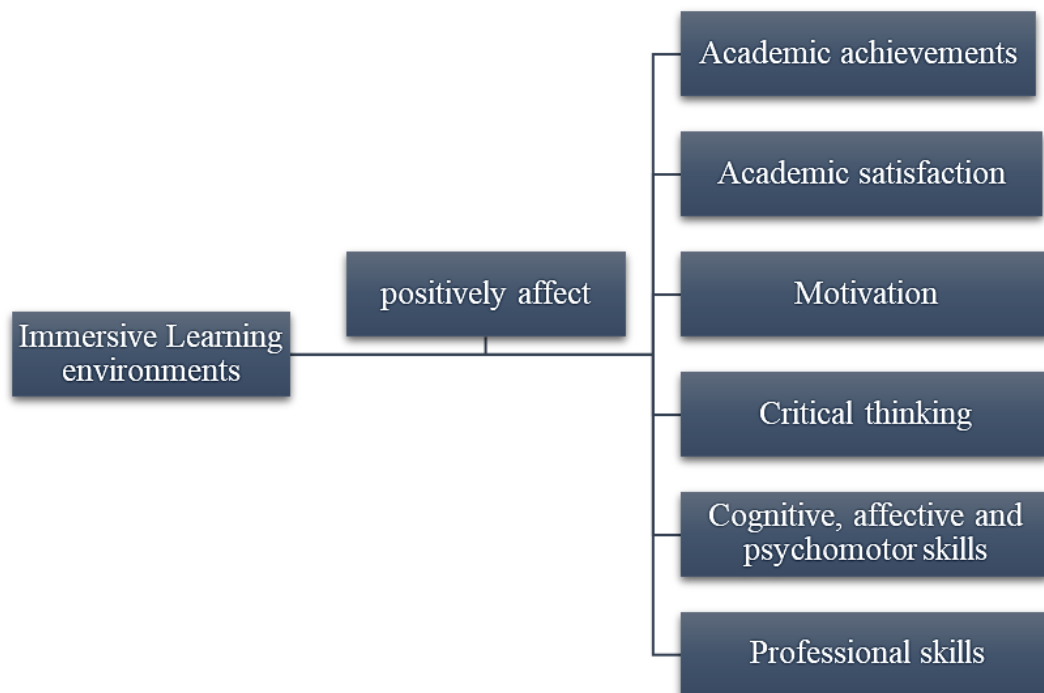 Immersive Learning
environments
positively affect
Academic achievements
Academic satisfaction
Motivation
Critical thinking
Cognitive, affective and
psychomotor skills
Professional skills